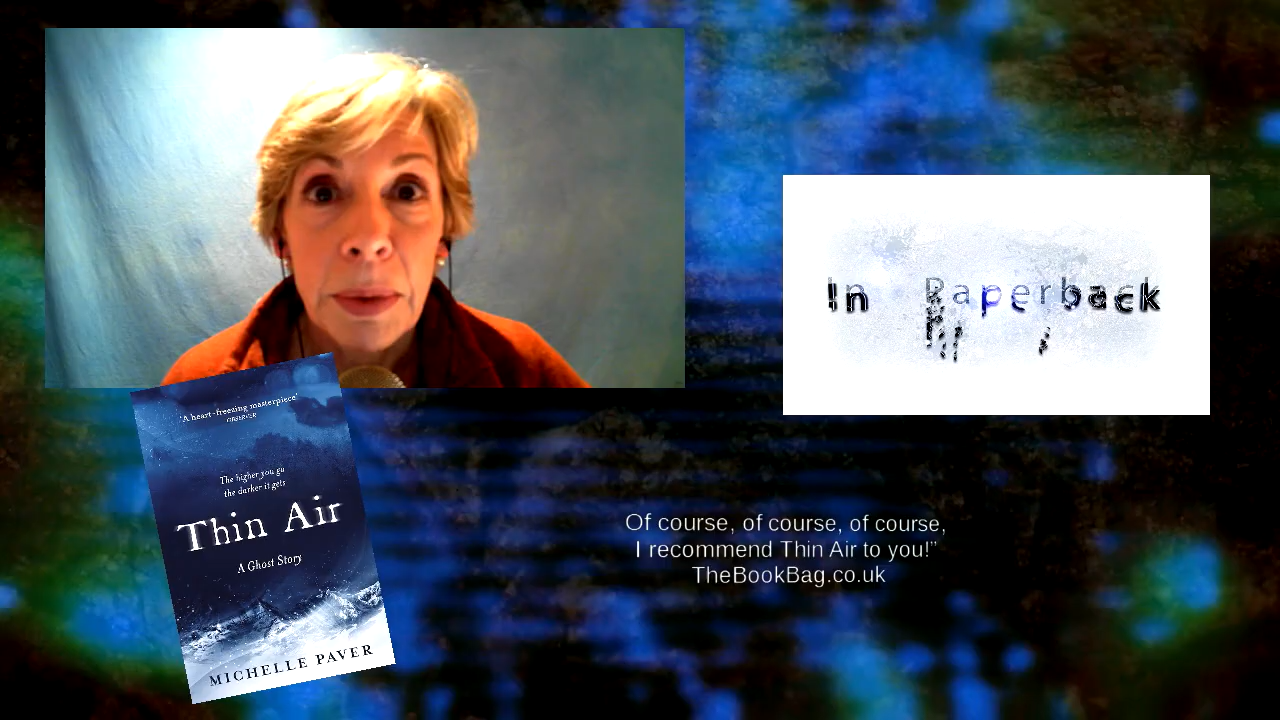 In Paperback
'A heart-freezing masterpiece'
OBSERVER
The higher you go
the darker it gets
Thin Air
A Ghost Story
MICHELLE PAVER
Of course, of course, of course,
I recommend Thin Air to you!”
TheBookBag.co.uk